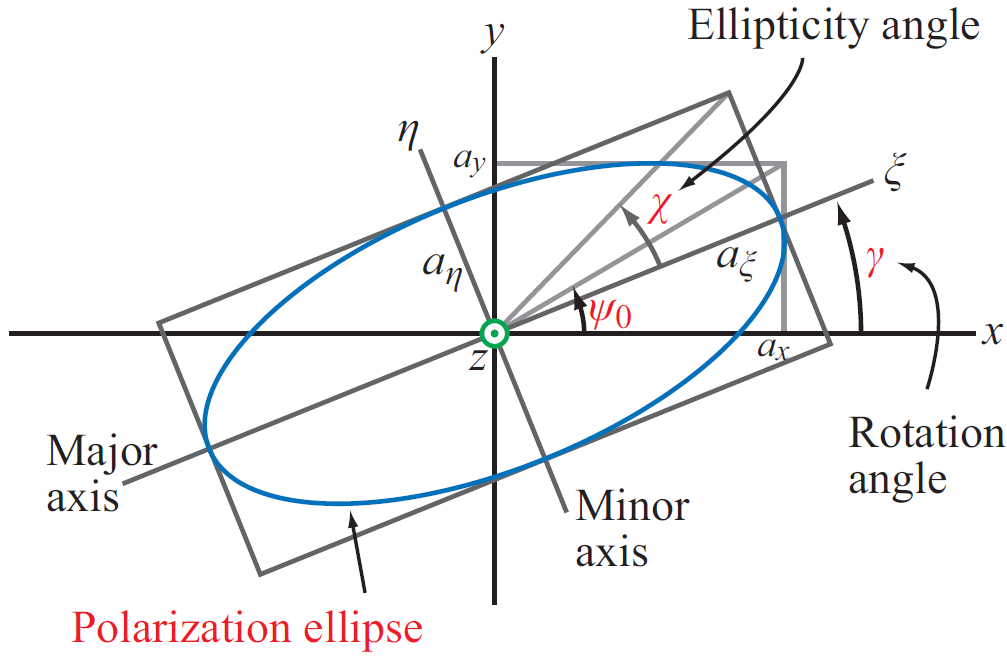 Ellipticity angle
y
η
a_y
ξ
χ
a_η
a_ξ
γ
ψ_0
x
z
a_x
Major
axis
Rotation
angle
Minor
axis
Polarization ellipse